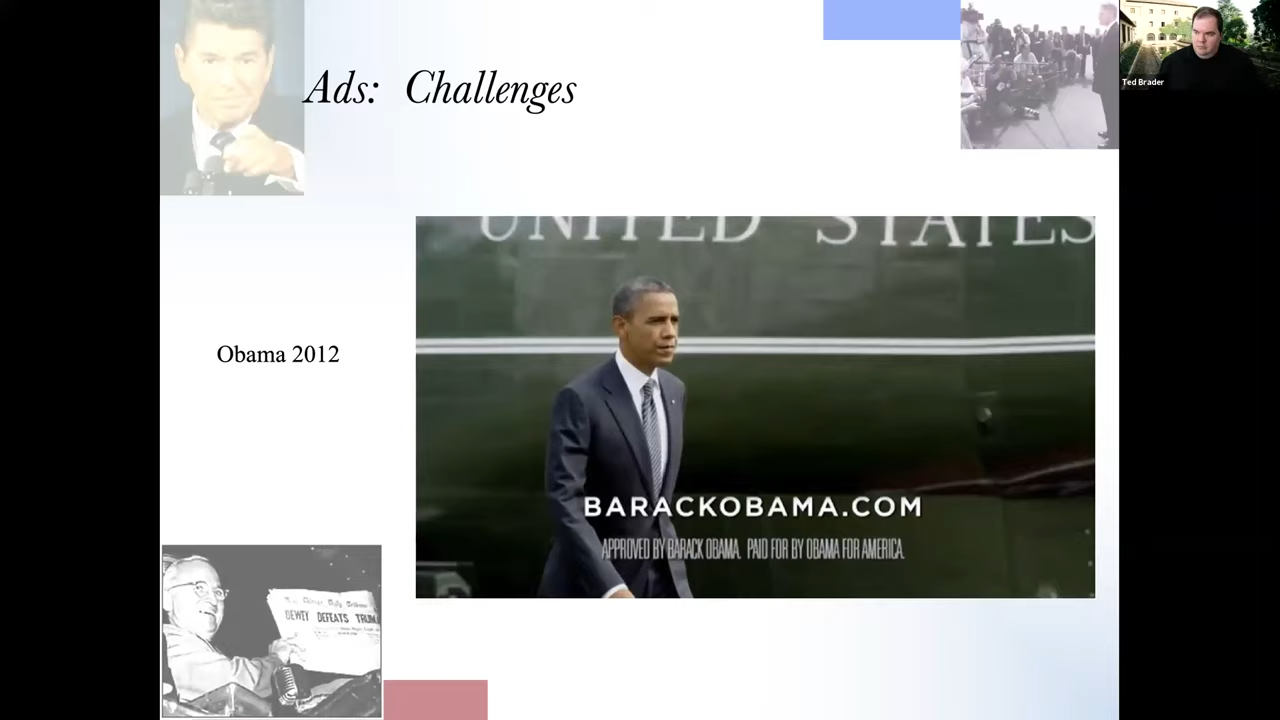 Ads: Challenges
Ted Brader
UNITED STATES
Obama 2012
BARACKOBAMA.COM
APPROVED BY BARACK OBAMA. PAID FOR BY OBAMA FOR AMERICA.
DEWEY DEFEATS TRUM